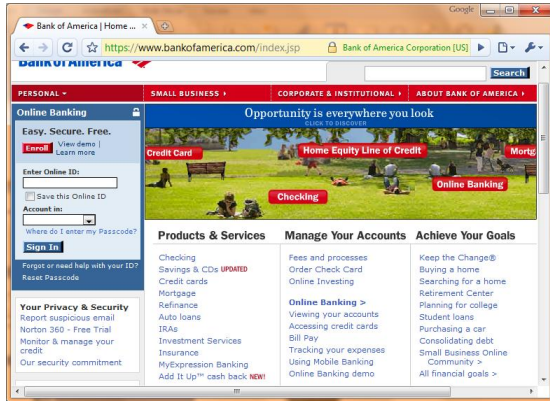 Google
Bank of America | Home ...
https://www.bankofamerica.com/index.jsp
Bank of America Corporation [US]
Bank of America
Search
PERSONAL
SMALL BUSINESS
CORPORATE & INSTITUTIONAL
ABOUT BANK OF AMERICA
Online Banking
Easy. Secure. Free.
Enroll
View demo |
Learn more
Enter Online ID:
Save this Online ID
Account in:
Where do I enter my Passcode?
Sign In
Forgot or need help with your ID?
Reset Passcode
Your Privacy & Security
Report suspicious email
Norton 360 - Free Trial
Monitor & manage your
credit
Our security commitment
Opportunity is everywhere you look
CLICK TO DISCOVER
Credit Card
Home Equity Line of Credit
Mortg
Online Banking
Checking
Products & Services
Checking
Savings & CDs UPDATED
Credit cards
Mortgage
Refinance
Auto loans
IRAs
Investment Services
Insurance
MyExpression Banking
Add It Up™ cash back NEW!
Manage Your Accounts
Fees and processes
Order Check Card
Online Investing
Online Banking >
Viewing your accounts
Accessing credit cards
Bill Pay
Tracking your expenses
Using Mobile Banking
Online Banking demo
Achieve Your Goals
Keep the Change®
Buying a home
Searching for a home
Retirement Center
Planning for college
Student loans
Purchasing a car
Consolidating debt
Small Business Online
Community >
All financial goals >